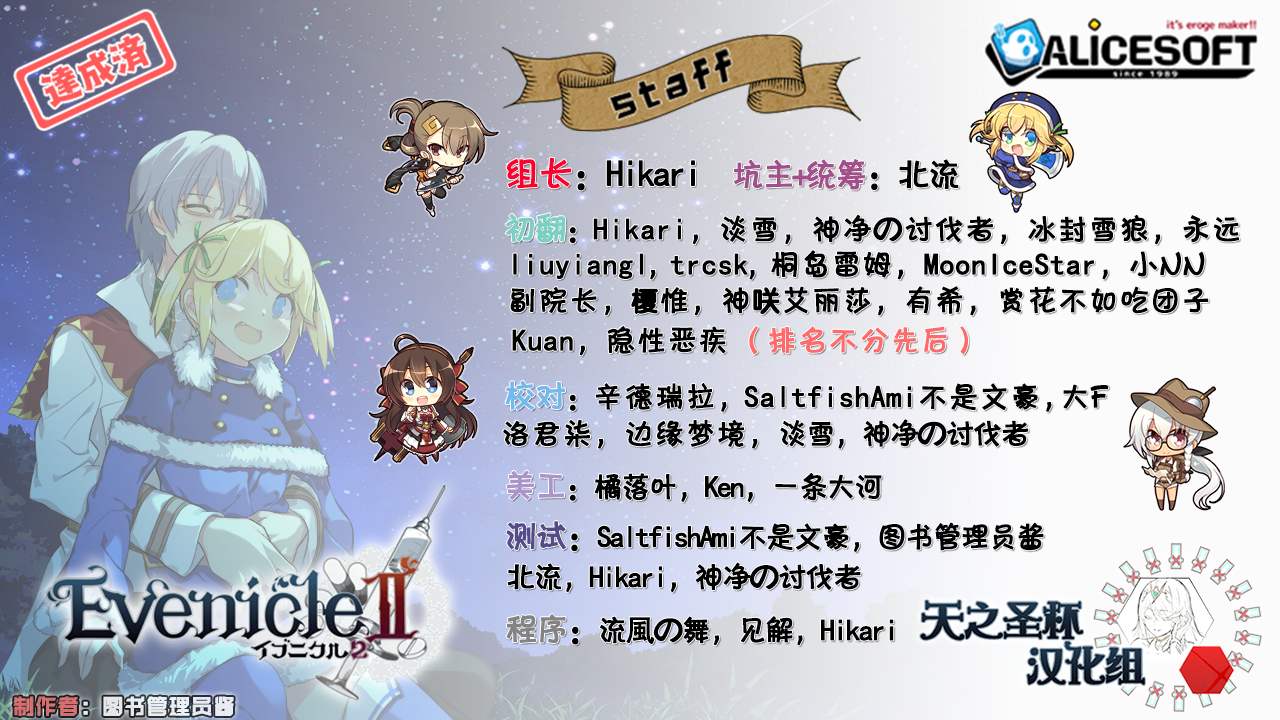 達成済
staff
it's eroge maker!!
ALICESOFT
since 1989
组长：Hikari 坑主+统筹：北流
初翻：Hikari，淡雪，神净の讨伐者，冰封雪狼，永远
liuyiangl, trcsk, 桐岛雷姆，MoonIceStar，小NN
副院长，榎惟，神咲艾丽莎，有希，赏花不如吃团子
Kuan，隐性恶疾（排名不分先后）
校对：辛德瑞拉，SaltfishAmi不是文豪，大F
洛君柒，边缘梦境，淡雪，神净の讨伐者
美工：橘落叶，Ken，一条大河
测试：SaltfishAmi不是文豪，图书管理员酱
北流，Hikari，神净の讨伐者
程序：流風の舞，见解，Hikari
Evenicle II
イブニクル2
天之圣杯
汉化组
制作者：图书管理员酱